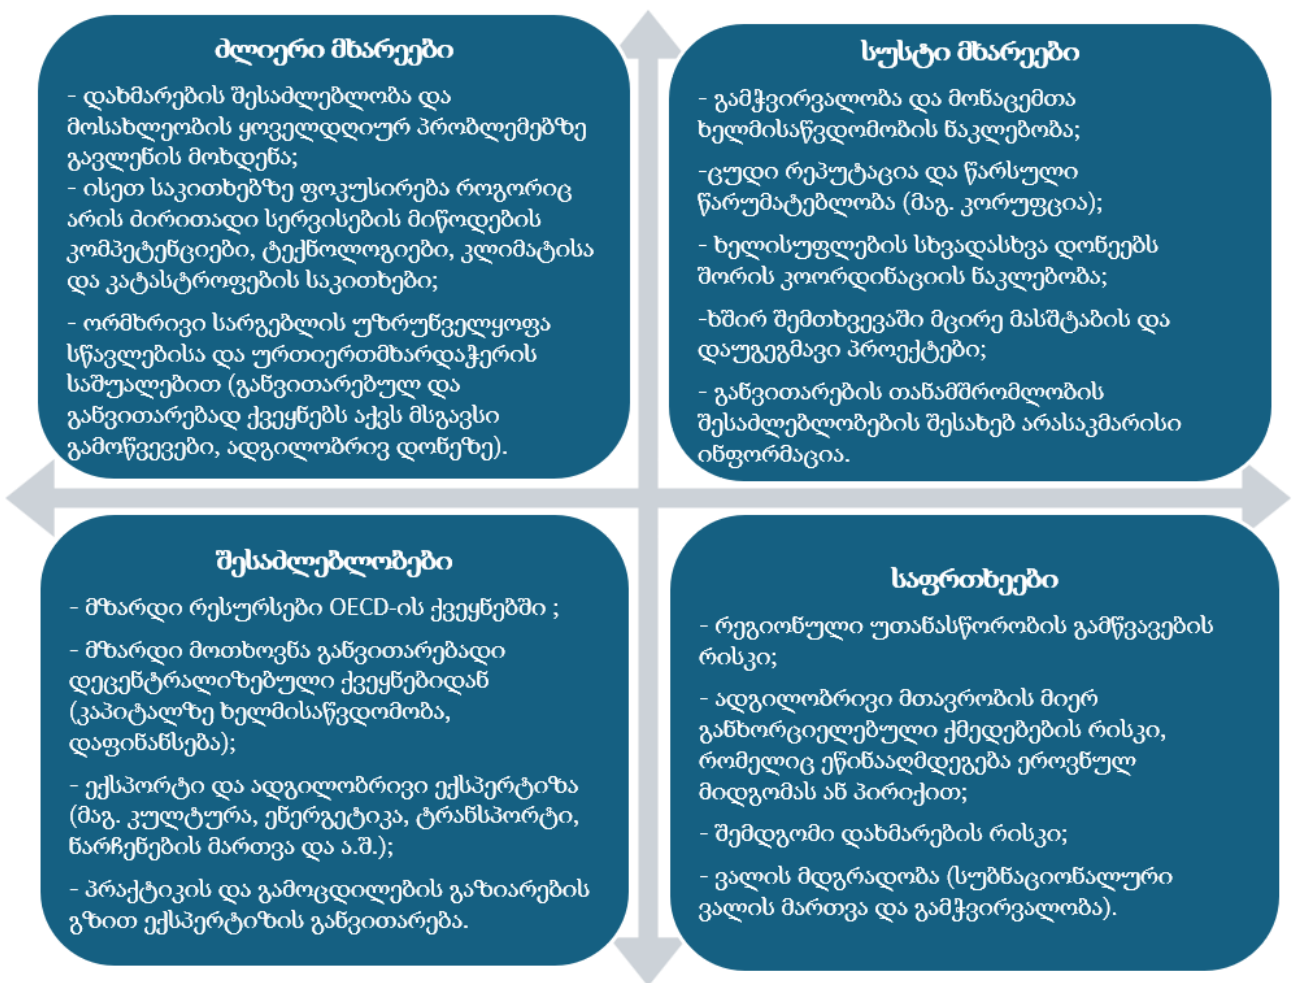 ძლიერი მხარეები
- დახმარების შესაძლებლობა და
მოსახლეობის ყოველდღიურ პრობლემებზე
გავლენის მოხდენა;
- ისეთ საკითხებზე ფოკუსირება როგორიც
არის ძირითადი სერვისების მიწოდების
კომპეტენციები, ტექნოლოგიები, კლიმატისა
და კატასტროფების საკითხები;
- ორმხრივი სარგებლის უზრუნველყოფა
სწავლებისა და ურთიერთმხარდაჭერის
საშუალებით (განვითარებულ და
განვითარებად ქვეყნებს აქვს მსგავსი
გამოწვევები, ადგილობრივ დონეზე).
სუსტი მხარეები
- გამჭვირვალობა და მონაცემთა
ხელმისაწვდომობის ნაკლებობა;
-ცუდი რეპუტაცია და წარსული
წარუმატებლობა (მაგ. კორუფცია);
- ხელისუფლების სხვადასხვა დონეებს
შორის კოორდინაციის ნაკლებობა;
-ხშირ შემთხვევაში მცირე მასშტაბის და
დაუგეგმავი პროექტები;
- განვითარების თანამშრომლობის
შესაძლებლობების შესახებ არასაკმარისი
ინფორმაცია.
შესაძლებლობები
- მზარდი რესურსები OECD-ის ქვეყნებში ;
- მზარდი მოთხოვნა განვითარებადი
დეცენტრალიზებული ქვეყნებიდან
(კაპიტალზე ხელმისაწვდომობა,
დაფინანსება);
- ექსპორტი და ადგილობრივი ექსპერტიზა
(მაგ. კულტურა, ენერგეტიკა, ტრანსპორტი,
ნარჩენების მართვა და ა.შ.);
- პრაქტიკის და გამოცდილების გაზიარების
გზით ექსპერტიზის განვითარება.
საფრთხეები
- რეგიონული უთანასწორობის გამწვავების
რისკი;
- ადგილობრივი მთავრობის მიერ
განხორციელებული ქმედებების რისკი,
რომელიც ეწინააღმდეგება ეროვნულ
მიდგომას ან პირიქით;
- შემდგომი დახმარების რისკი;
- ვალის მდგრადობა (სუბნაციონალური
ვალის მართვა და გამჭვირვალობა).